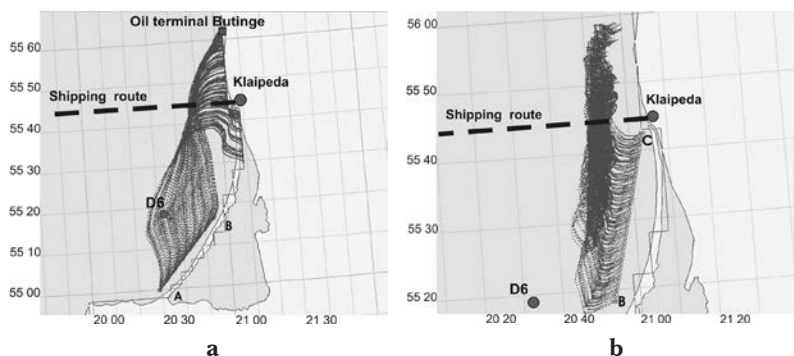 Oil terminal Butinge
55 60
Klaipeda
55 50
Shipping route
55 40
55 30
D6
55 20
B
55 10
A
55 00
20 00 20 30 21 00 21 30
a
56 00
55 50
Klaipeda
Shipping route
C
55 40
55 30
D6
B
55 20
20 20 20 40 21 00 21 20
b